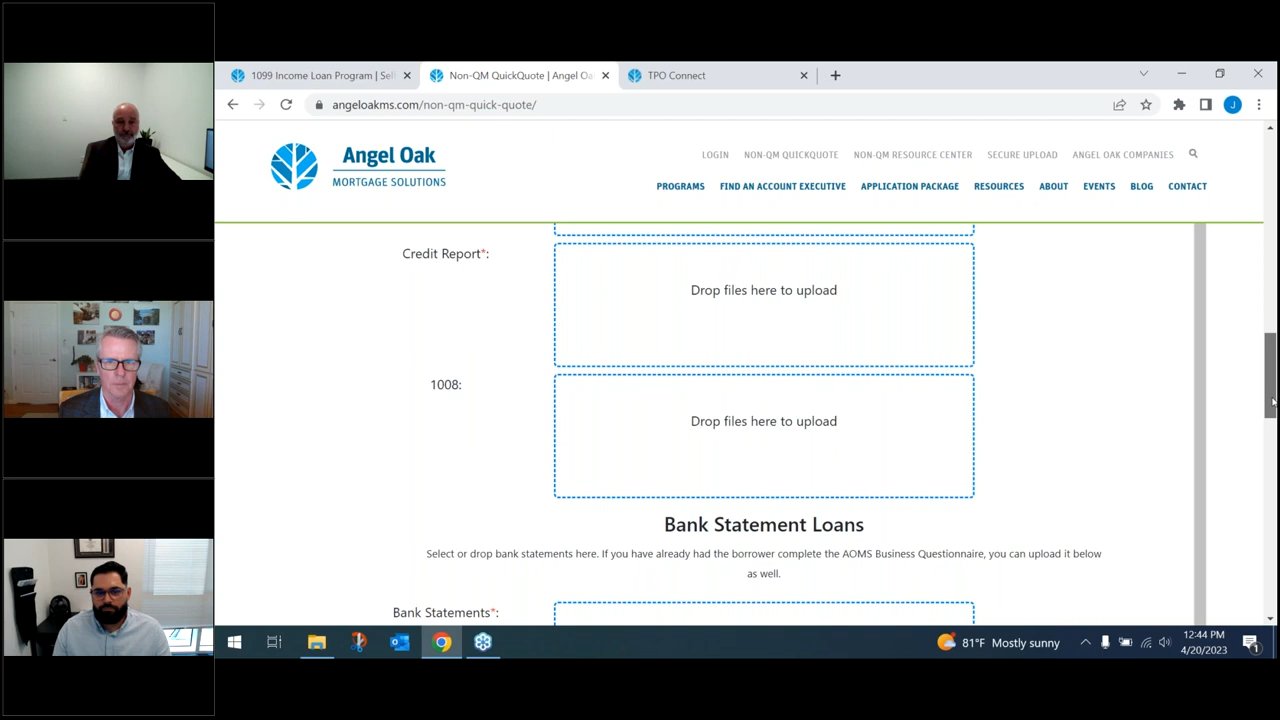 1099 Income Loan Program | Sel
Non-QM QuickQuote | Angel Oa
TPO Connect
angeloakms.com/non-qm-quick-quote/
J
Angel Oak
MORTGAGE SOLUTIONS
LOGIN NON-QM QUICKQUOTE NON-QM RESOURCE CENTER SECURE UPLOAD ANGEL OAK COMPANIES
PROGRAMS FIND AN ACCOUNT EXECUTIVE APPLICATION PACKAGE RESOURCES ABOUT EVENTS BLOG CONTACT
Credit Report*:
Drop files here to upload
1008:
Drop files here to upload
Bank Statement Loans
Select or drop bank statements here. If you have already had the borrower complete the AOMS Business Questionnaire, you can upload it below
as well.
Bank Statements*:
81°F Mostly sunny
12:44 PM
4/20/2023
1